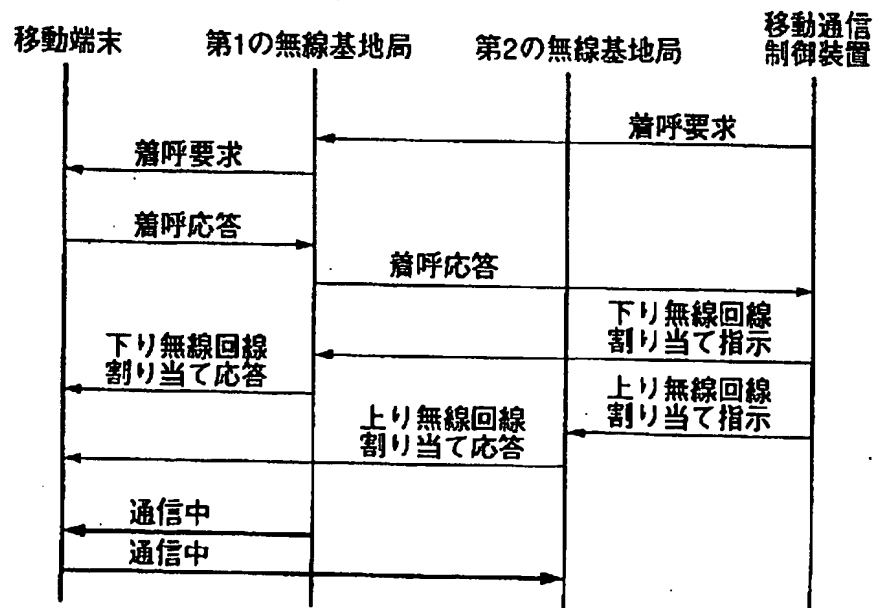 移動端末
第1の無線基地局
第2の無線基地局
移動通信
制御装置
着呼要求
着呼要求
着呼応答
着呼応答
下り無線回線
割り当て指示
下り無線回線
割り当て応答
上り無線回線
割り当て指示
上り無線回線
割り当て応答
通信中
通信中